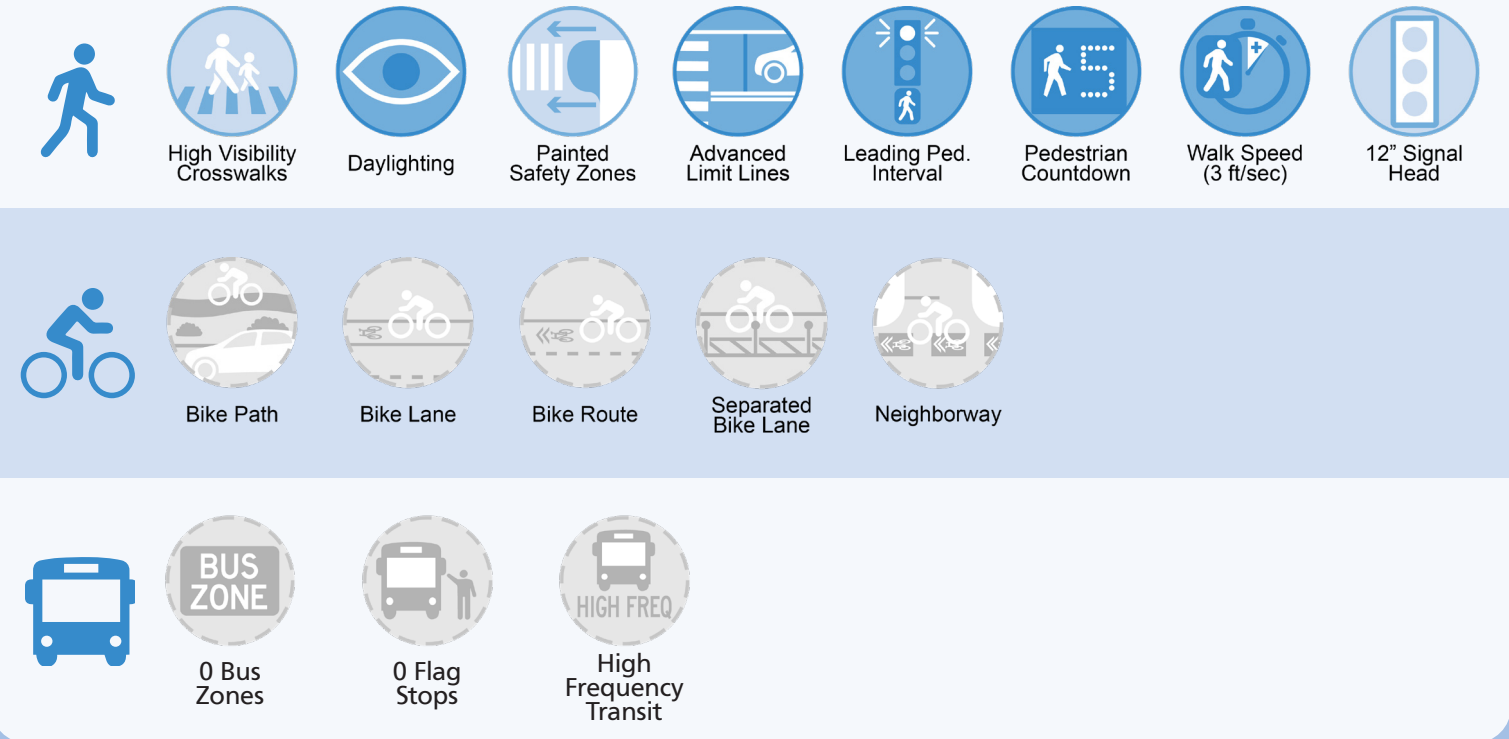 5
High Visibility
Crosswalks
Daylighting
Painted
Safety Zones
Advanced
Limit Lines
Leading Ped.
Interval
Pedestrian
Countdown
Walk Speed
(3 ft/sec)
12” Signal
Head
Bike Path
Bike Lane
Bike Route
Separated
Bike Lane
Neighborway
BUS
ZONE
0 Bus
Zones
0 Flag
Stops
HIGH FREQ
High
Frequency
Transit